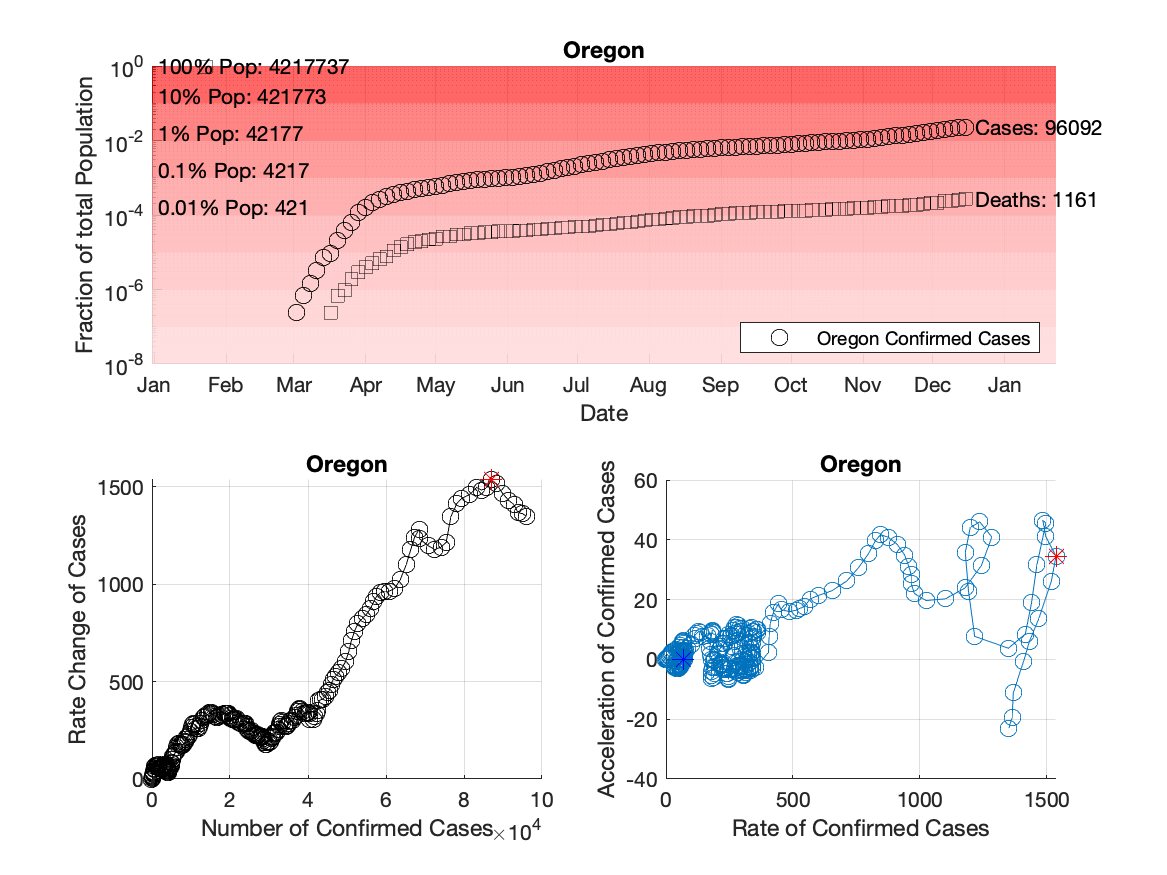 Oregon
10^0
10^-2
10^-4
10^-6
10^-8
Fraction of total Population
100% Pop: 4217737
10% Pop: 421773
1% Pop: 42177
0.1% Pop: 4217
0.01% Pop: 421
Cases: 96092
Deaths: 1161
Oregon Confirmed Cases
Jan Feb Mar Apr May Jun Jul Aug Sep Oct Nov Dec Jan
Date
Oregon
1500
1000
500
0
Rate Change of Cases
0 2 4 6 8 10
Number of Confirmed Cases
×10^4
Oregon
60
40
20
0
-20
-40
Acceleration of Confirmed Cases
0 500 1000 1500
Rate of Confirmed Cases